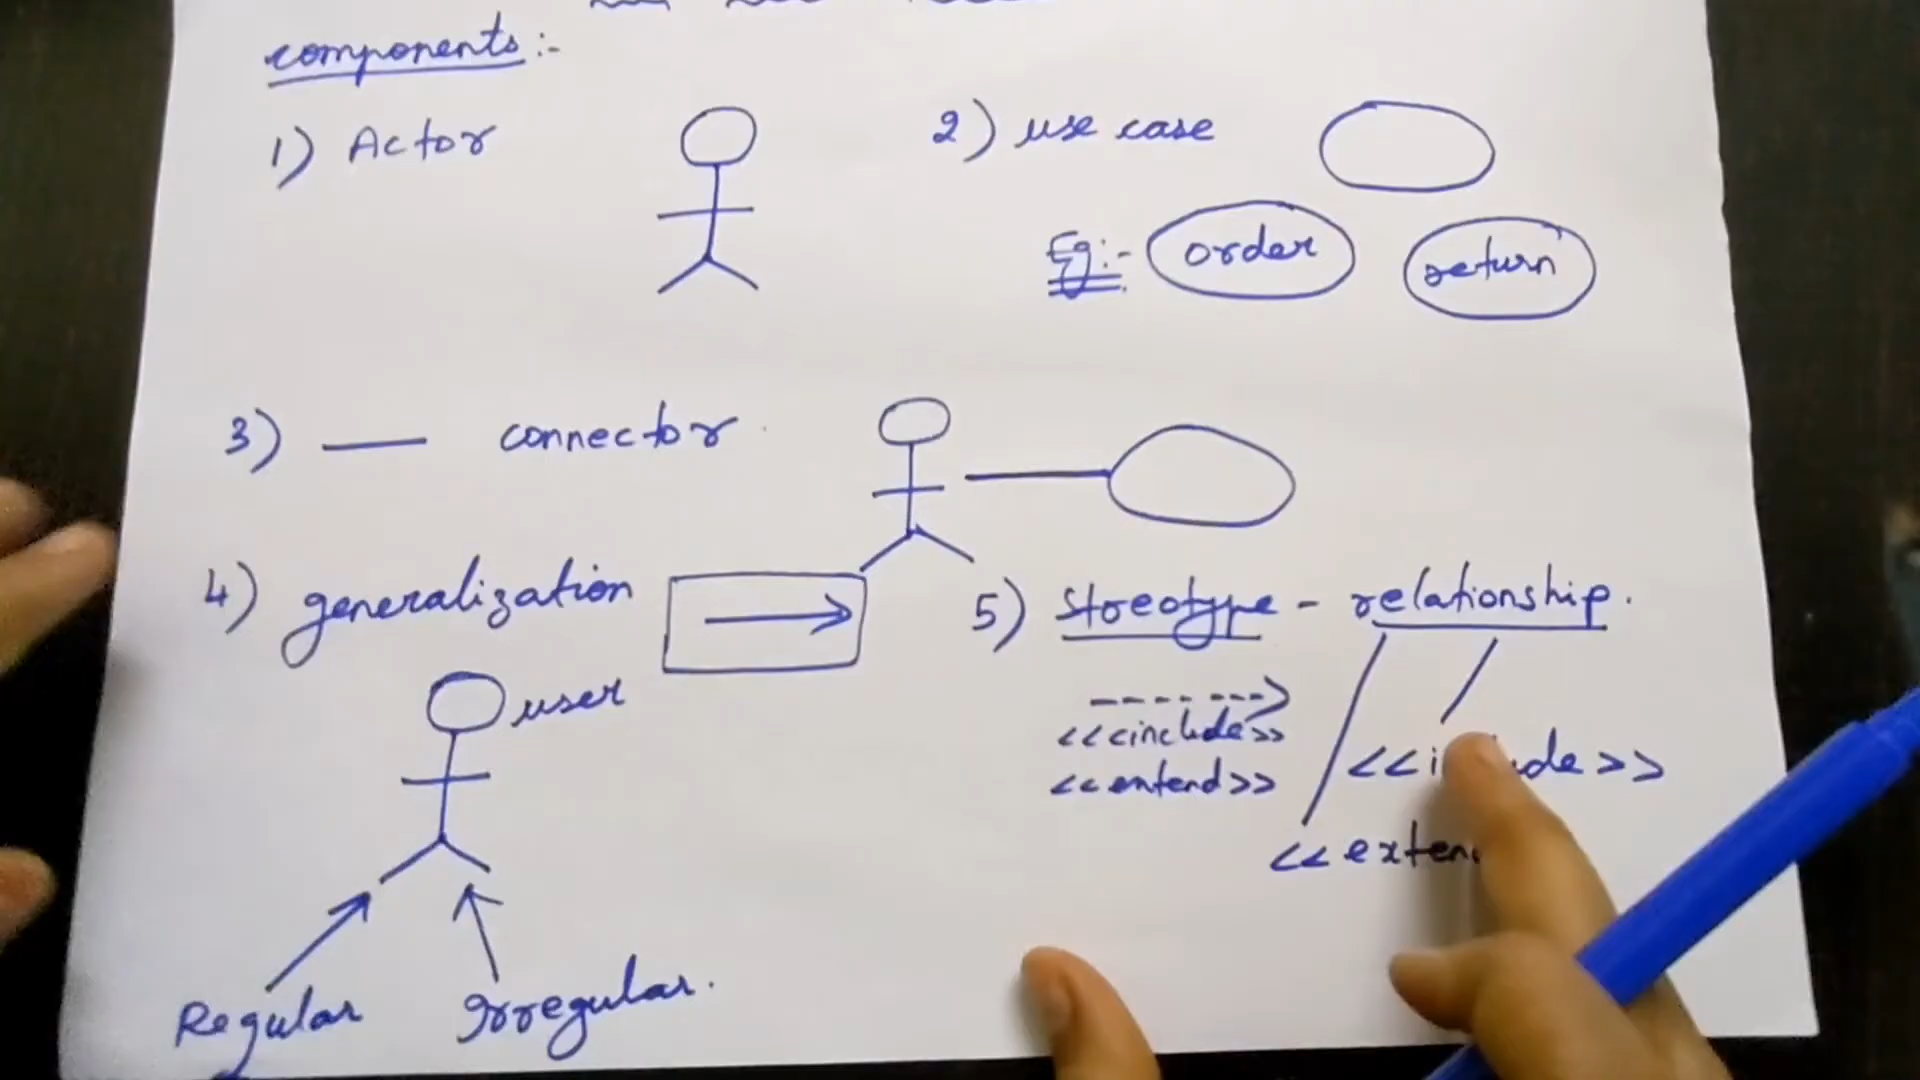 components:-
1) Actor
2) use case
Eg:- order return
3) — connector
4) generalization
user
Regular Irregular.
5) Streotype - relationship.
<<include>>
<<extend>>